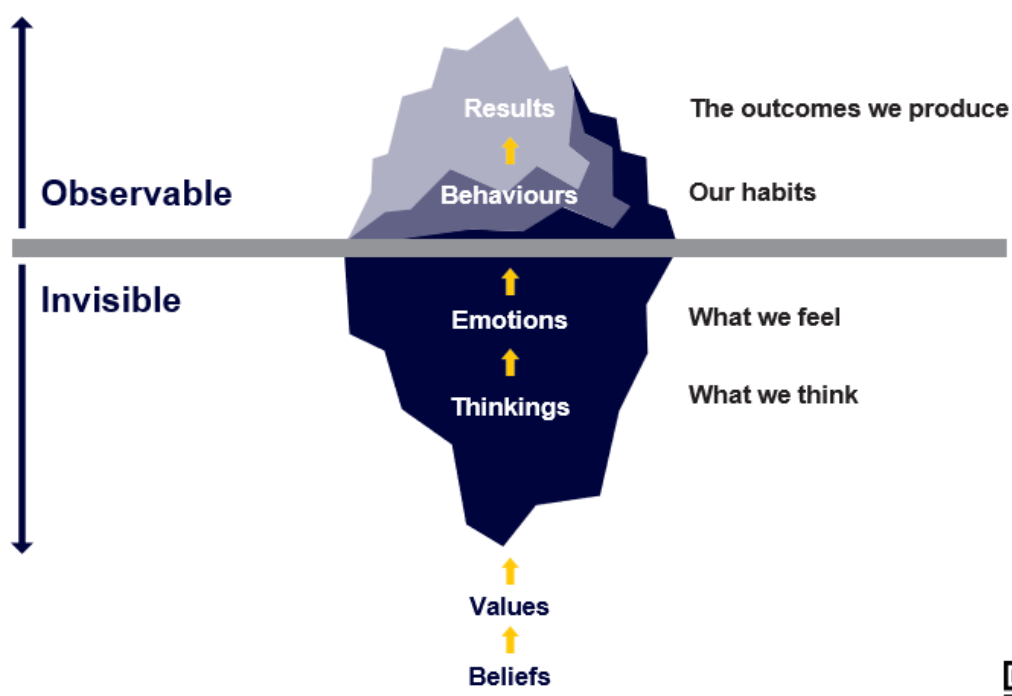 Results
The outcomes we produce
Observable
Behaviours
Our habits
Invisible
Emotions
What we feel
Thinkings
What we think
Values
Beliefs